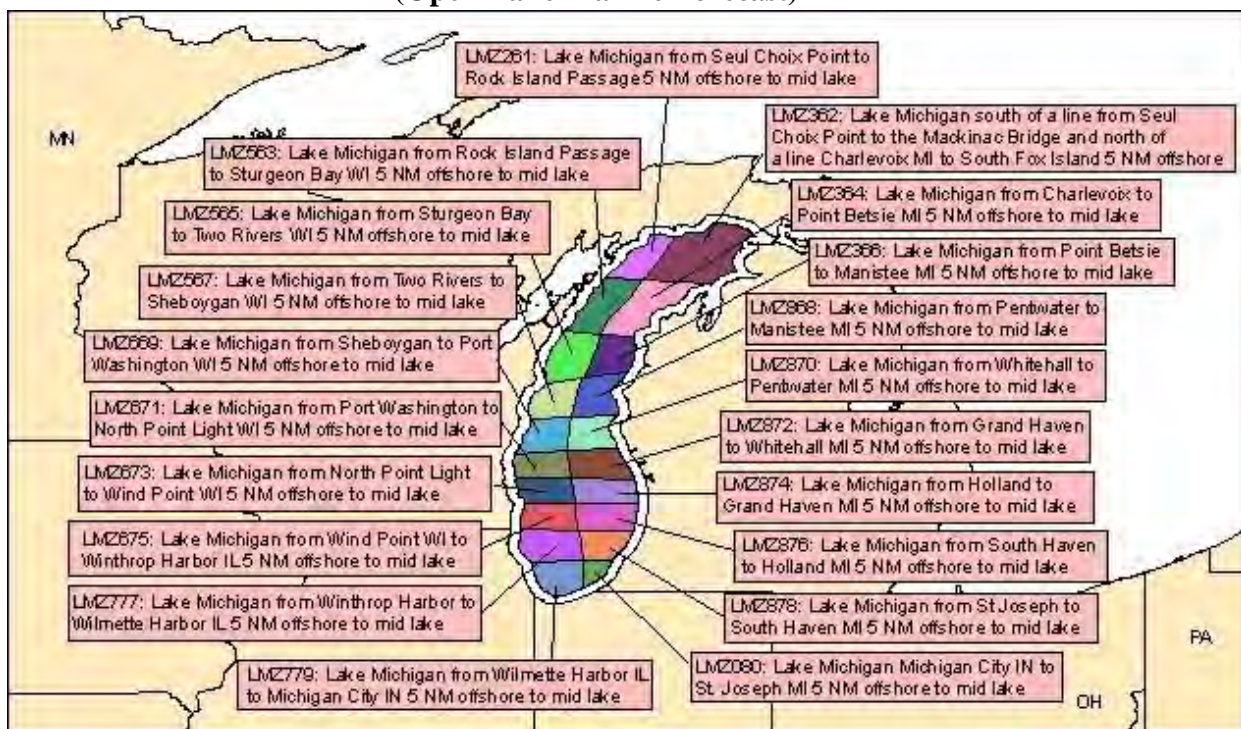 LMZ261: Lake Michigan from Seul Choix Point to
Rock Island Passage 5 NM offshore to mid lake
LMZ362: Lake Michigan south of a line from Seul
Choix Point to the Mackinac Bridge and north of
a line Charlevoix MI to South Fox Island 5 NM offshore
MN
LMZ563: Lake Michigan from Rock Island Passage
to Sturgeon Bay WI 5 NM offshore to mid lake
LMZ364: Lake Michigan from Charlevoix to
Point Betsie MI 5 NM offshore to mid lake
LMZ565: Lake Michigan from Sturgeon Bay
to Two Rivers WI 5 NM offshore to mid lake
LMZ366: Lake Michigan from Point Betsie
to Manistee MI 5 NM offshore to mid lake
LMZ567: Lake Michigan from Two Rivers to
Sheboygan WI 5 NM offshore to mid lake
LMZ868: Lake Michigan from Pentwater to
Manistee MI 5 NM offshore to mid lake
LMZ669: Lake Michigan from Sheboygan to Port
Washington WI 5 NM offshore to mid lake
LMZ870: Lake Michigan from Whitehall to
Pentwater MI 5 NM offshore to mid lake
LMZ671: Lake Michigan from Port Washington to
North Point Light WI 5 NM offshore to mid lake
LMZ872: Lake Michigan from Grand Haven
to Whitehall MI 5 NM offshore to mid lake
LMZ673: Lake Michigan from North Point Light
to Wind Point WI 5 NM offshore to mid lake
LMZ874: Lake Michigan from Holland to
Grand Haven MI 5 NM offshore to mid lake
LMZ675: Lake Michigan from Wind Point WI to
Winthrop Harbor IL 5 NM offshore to mid lake
LMZ876: Lake Michigan from South Haven
to Holland MI 5 NM offshore to mid lake
LMZ777: Lake Michigan from Winthrop Harbor to
Wilmette Harbor IL 5 NM offshore to mid lake
LMZ878: Lake Michigan from St Joseph to
South Haven MI 5 NM offshore to mid lake
PA
LMZ779: Lake Michigan from Wilmette Harbor IL
to Michigan City IN 5 NM offshore to mid lake
LMZ080: Lake Michigan Michigan City IN to
St. Joseph MI 5 NM offshore to mid lake
OH